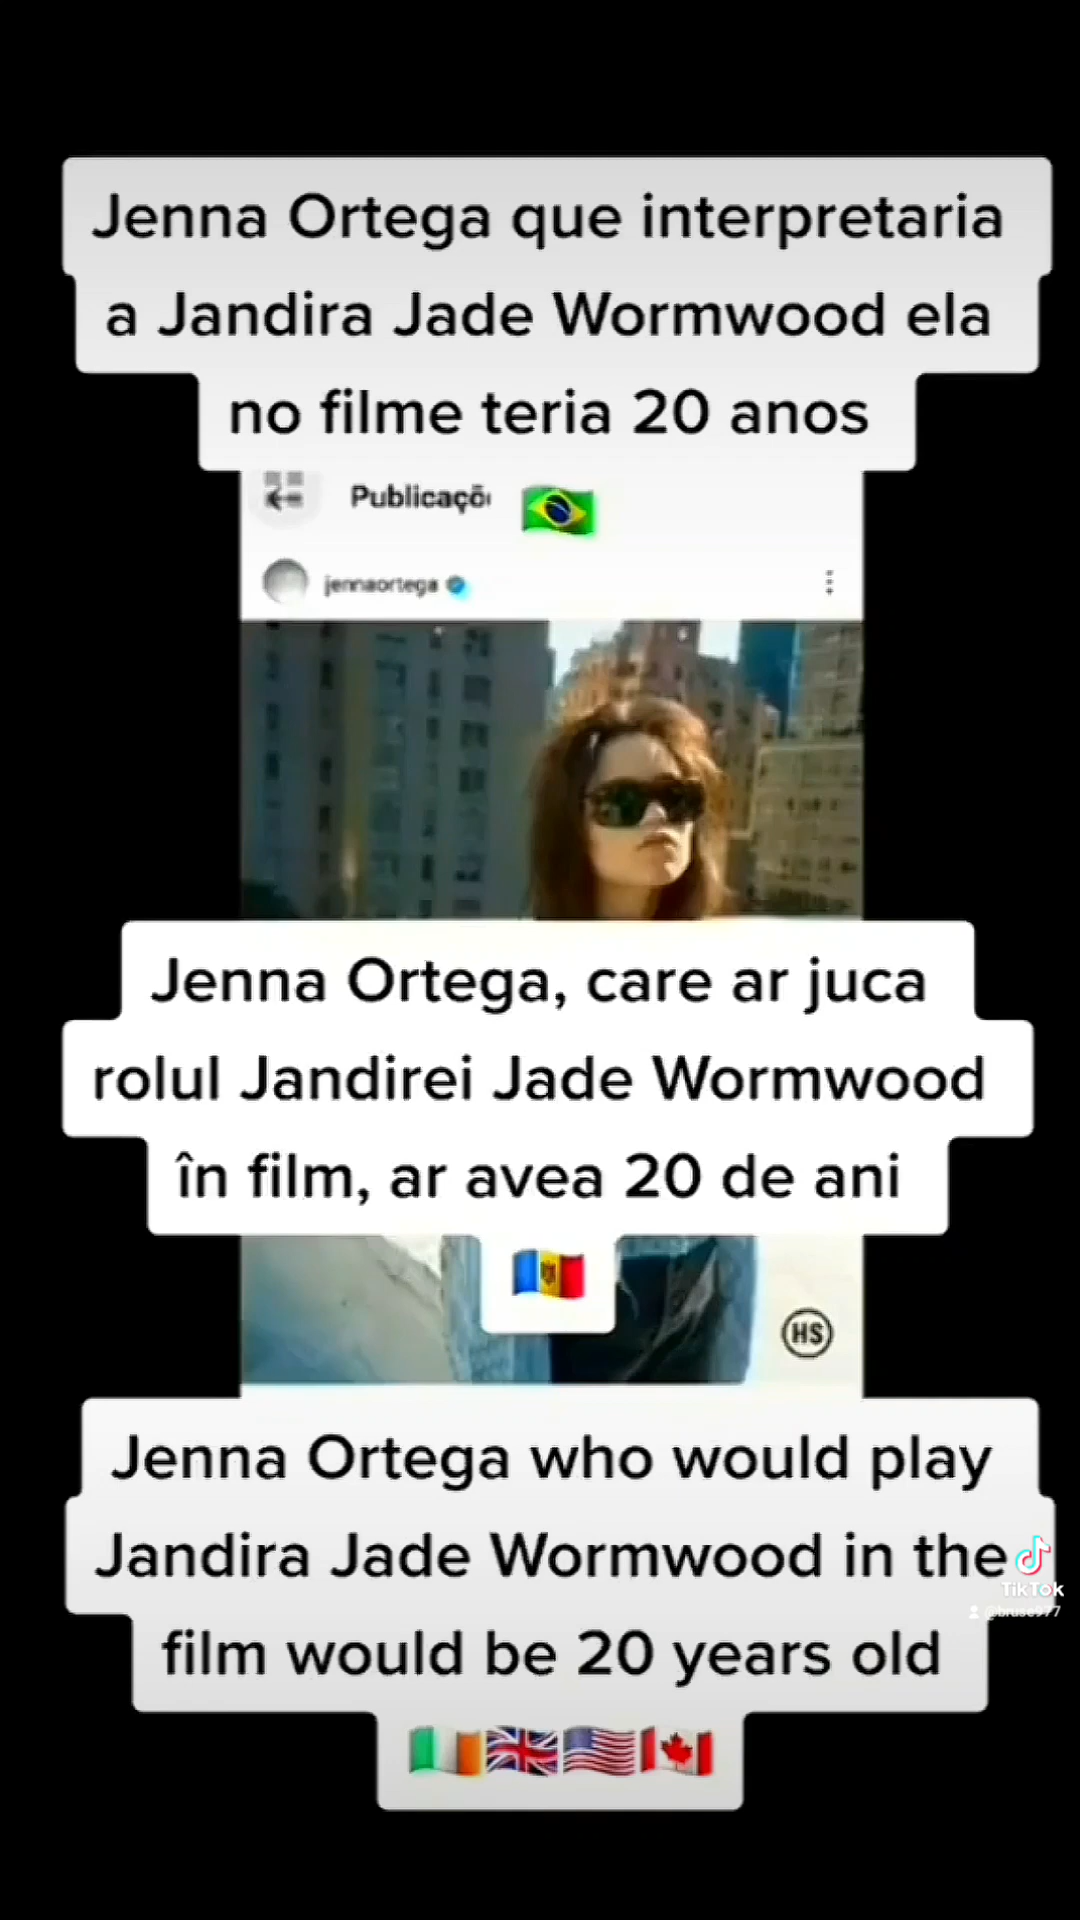 Jenna Ortega que interpretaria
a Jandira Jade Wormwood ela
no filme teria 20 anos
Publicaçõ
jennaortega
Jenna Ortega, care ar juca
rolul Jandirei Jade Wormwood
în film, ar avea 20 de ani
HS
Jenna Ortega who would play
Jandira Jade Wormwood in the
film would be 20 years old
TikTok
@bruse977